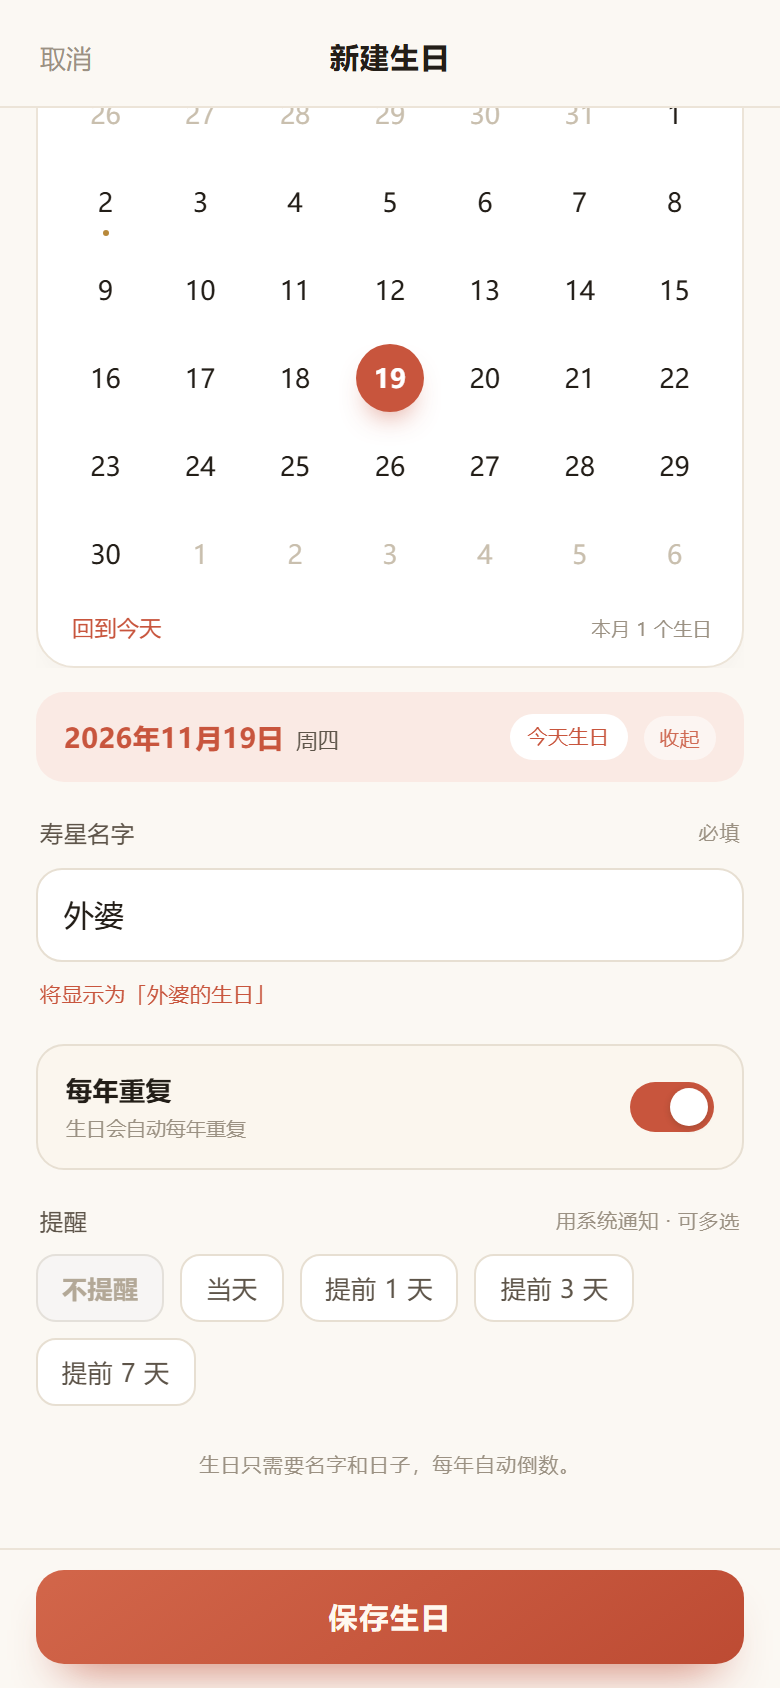 取消 新建生日
26 27 28 29 30 31 1
2 3 4 5 6 7 8
9 10 11 12 13 14 15
16 17 18 19 20 21 22
23 24 25 26 27 28 29
30 1 2 3 4 5 6
回到今天 本月 1 个生日
2026年11月19日 周四 今天生日 收起
寿星名字 必填
外婆
将显示为「外婆的生日」
每年重复
生日会自动每年重复
提醒 用系统通知 · 可多选
不提醒 当天 提前 1 天 提前 3 天
提前 7 天
生日只需要名字和日子，每年自动倒数。
保存生日